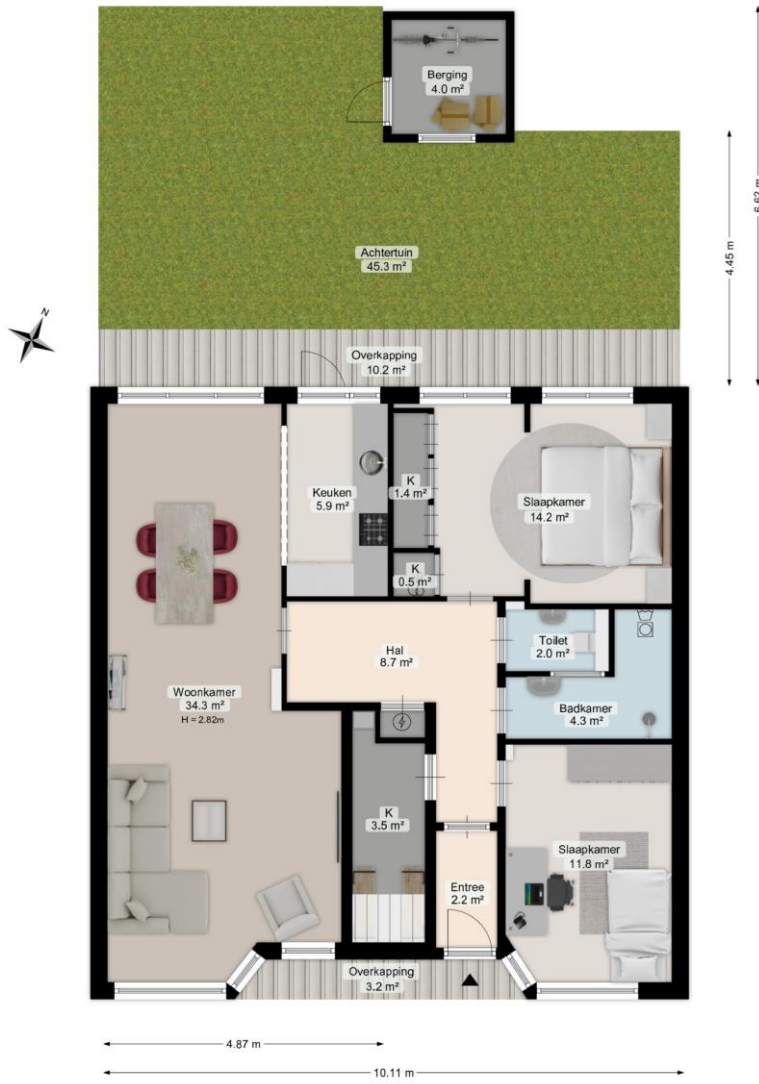 Berging
4.0 m²
6.62 m
4.45 m
Achtertuin
45.3 m²
N
Overkapping
10.2 m²
Keuken
5.9 m²
K
1.4 m²
Slaapkamer
14.2 m²
K
0.5 m²
Hal
8.7 m²
Toilet
2.0 m²
Woonkamer
34.3 m²
H = 2.82m
Badkamer
4.3 m²
K
3.5 m²
Slaapkamer
11.8 m²
Entree
2.2 m²
Overkapping
3.2 m²
4.87 m
10.11 m